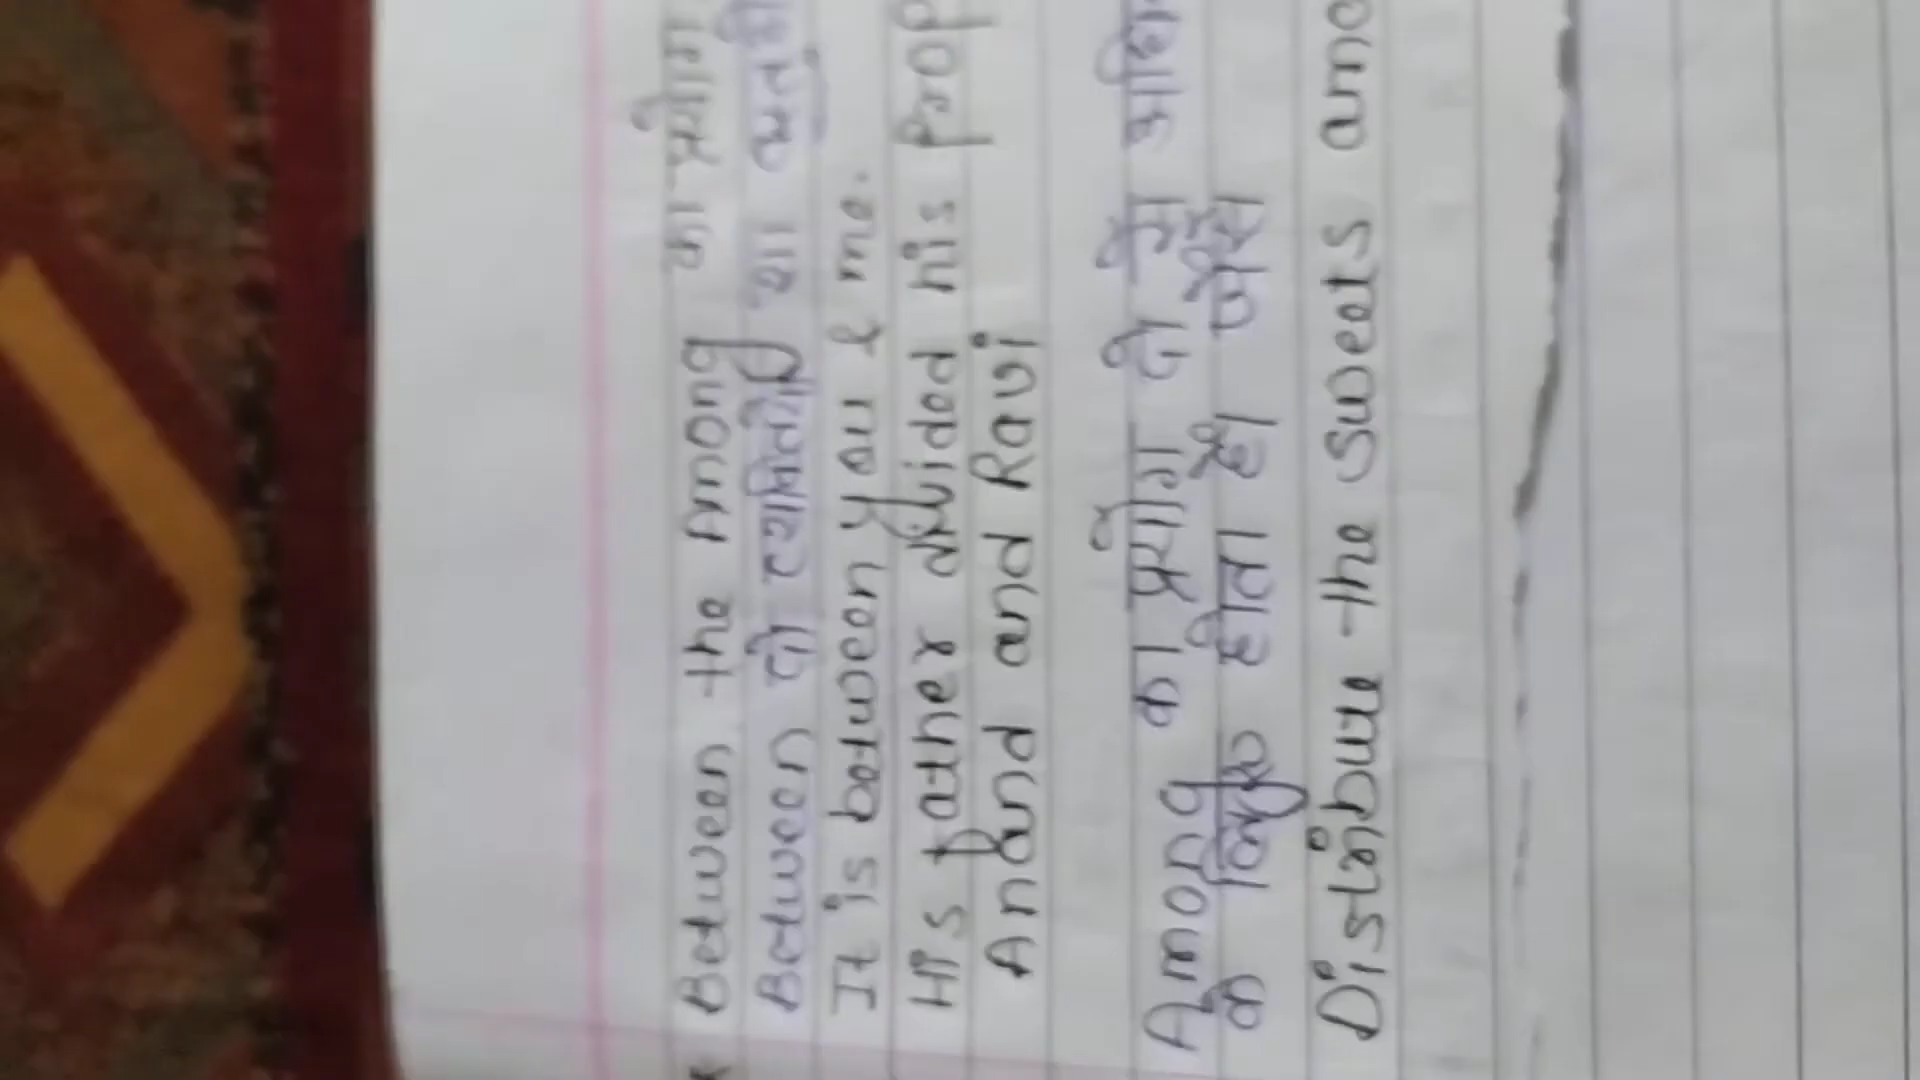 Between the Among का प्रयोग
Between दो व्यक्तियों या
It is between you & me.
His father divided his prop
Anand and Ravi
Among का प्रयोग दो से अधि
के लिए होता है। जैसे
Distribute the sweets amo